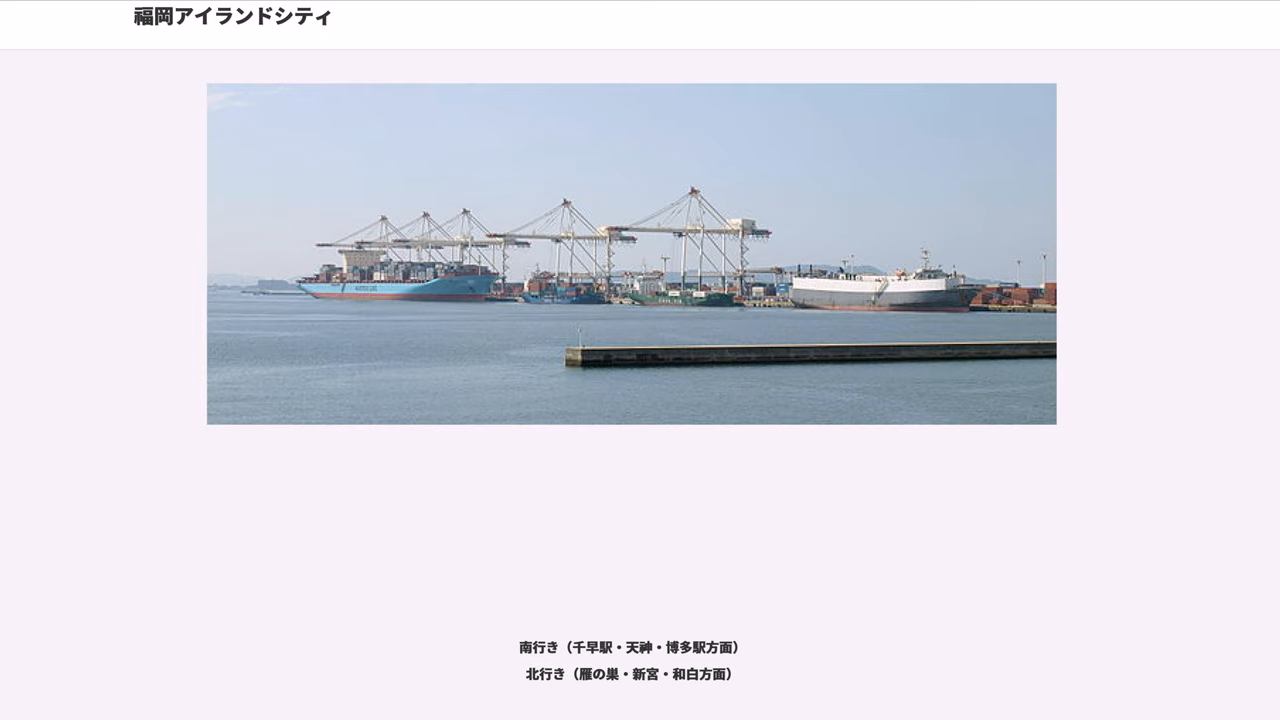 福岡アイランドシティ
南行き（千早駅・天神・博多駅方面）
北行き（雁の巣・新宮・和白方面）